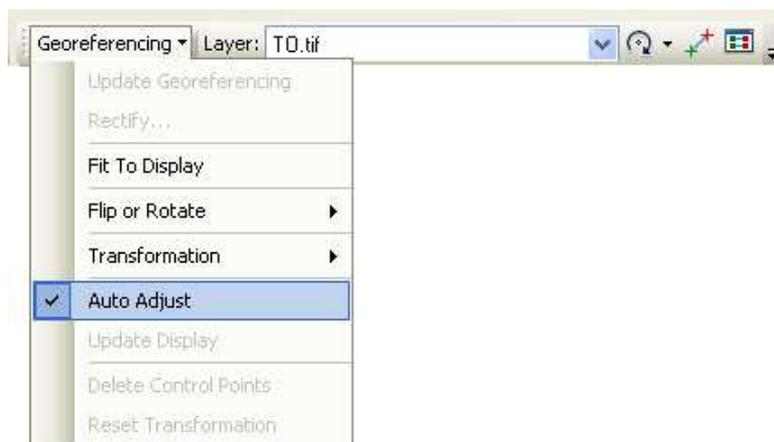 Georeferencing Layer: TO.tif
Update Georeferencing
Rectify...
Fit To Display
Flip or Rotate
Transformation
Auto Adjust
Update Display
Delete Control Points
Reset Transformation